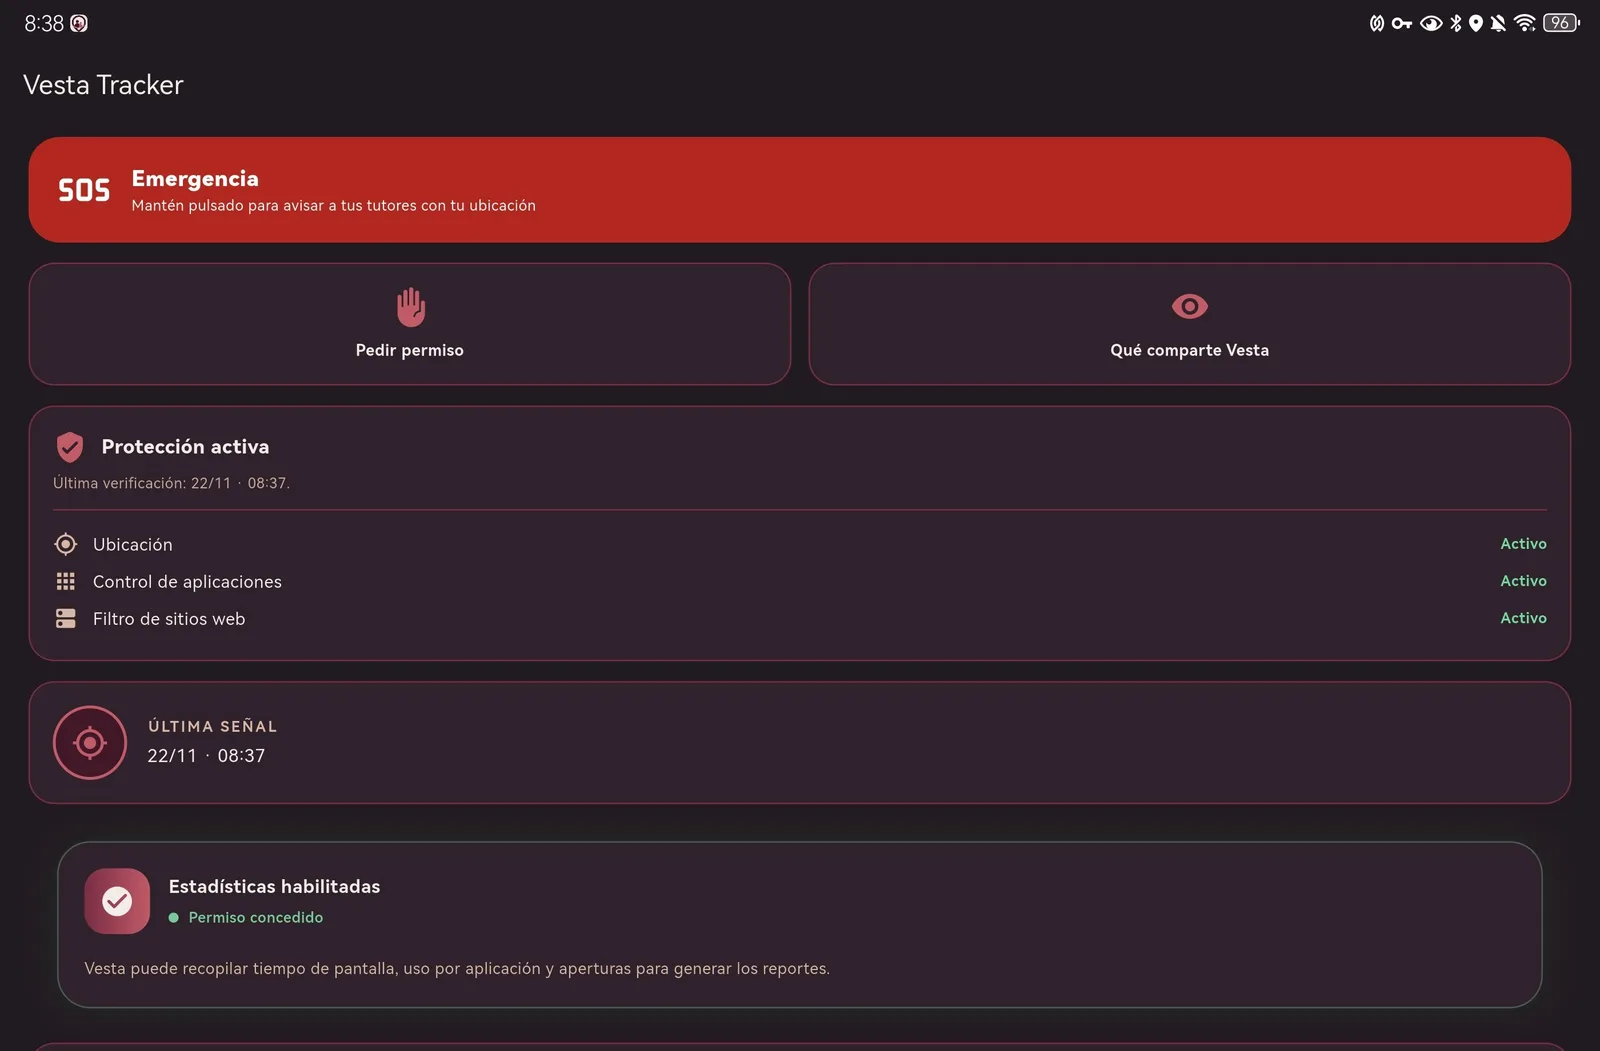 8:38
96
Vesta Tracker
SOS
Emergencia
Mantén pulsado para avisar a tus tutores con tu ubicación
Pedir permiso
Qué comparte Vesta
Protección activa
Última verificación: 22/11 · 08:37.
Ubicación
Activo
Control de aplicaciones
Activo
Filtro de sitios web
Activo
ÚLTIMA SEÑAL
22/11 · 08:37
Estadísticas habilitadas
Permiso concedido
Vesta puede recopilar tiempo de pantalla, uso por aplicación y aperturas para generar los reportes.